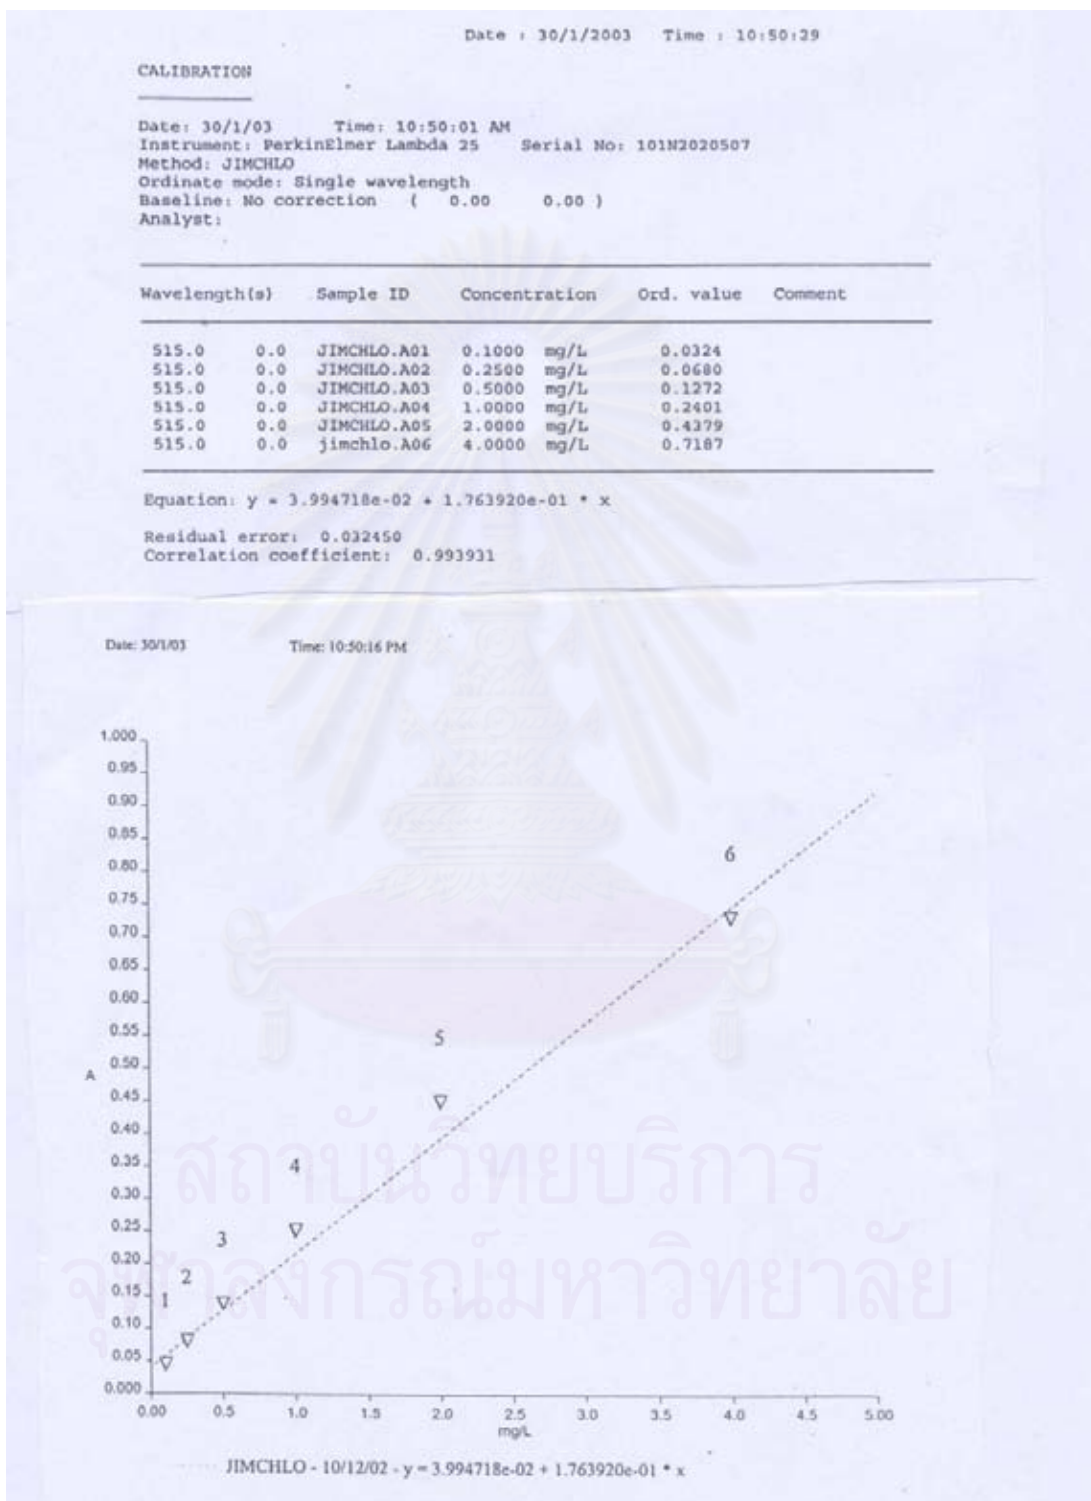 Date : 30/1/2003 Time : 10:50:29
CALIBRATION
Date: 30/1/03 Time: 10:50:01 AM
Instrument: PerkinElmer Lambda 25 Serial No: 101N2020507
Method: JIMCHLO
Ordinate mode: Single wavelength
Baseline: No correction ( 0.00 0.00 )
Analyst:
Wavelength(s) Sample ID Concentration Ord. value Comment
515.0 0.0 JIMCHLO.A01 0.1000 mg/L 0.0324
515.0 0.0 JIMCHLO.A02 0.2500 mg/L 0.0680
515.0 0.0 JIMCHLO.A03 0.5000 mg/L 0.1272
515.0 0.0 JIMCHLO.A04 1.0000 mg/L 0.2401
515.0 0.0 JIMCHLO.A05 2.0000 mg/L 0.4379
515.0 0.0 jimchlo.A06 4.0000 mg/L 0.7187
Equation: y = 3.994718e-02 + 1.763920e-01 * x
Residual error: 0.032450
Correlation coefficient: 0.993931
Date: 30/1/03 Time: 10:50:16 PM
1.000
0.95
0.90
0.85
6
0.80
0.75
0.70
0.65
0.60
0.55
5
0.50
A
0.45
0.40
0.35
4
0.30
0.25
3
0.20
2
0.15
1
0.10
0.05
0.000
0.00 0.5 1.0 1.5 2.0 2.5 3.0 3.5 4.0 4.5 5.00
mg/L
JIMCHLO - 10/12/02 - y = 3.994718e-02 + 1.763920e-01 * x
สถาบันวิทยบริการ
จุฬาลงกรณ์มหาวิทยาลัย